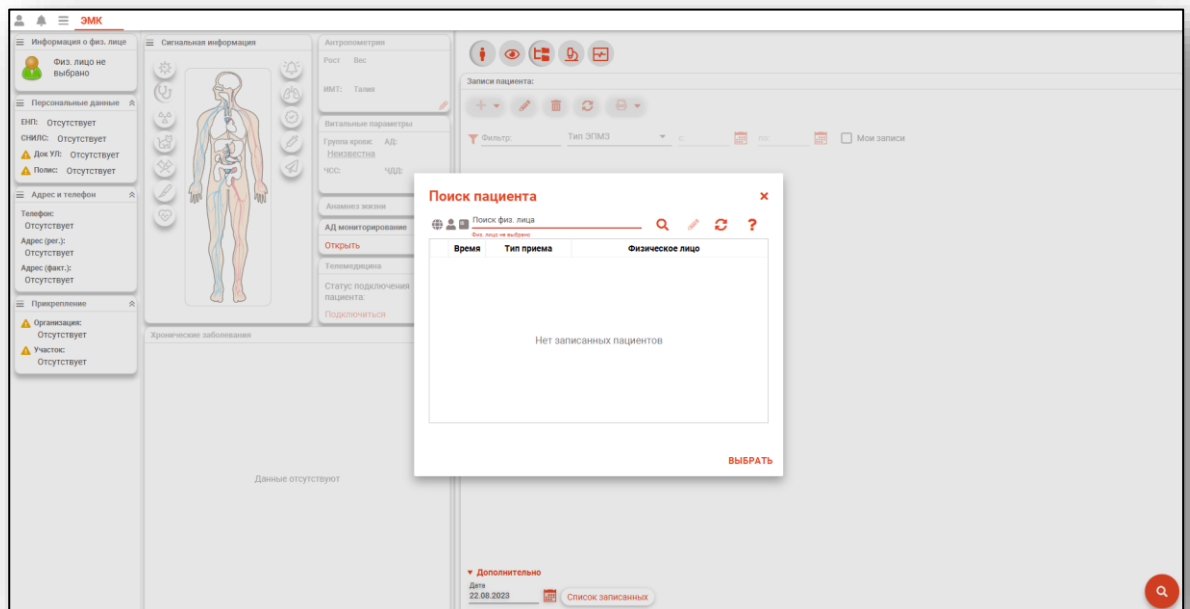 ЭМК
Информация о физ. лице
Физ. лицо не
выбрано
Персональные данные
ЕНП: Отсутствует
СНИЛС: Отсутствует
Док УЛ: Отсутствует
Полис: Отсутствует
Адрес и телефон
Телефон:
Отсутствует
Адрес (рег.):
Отсутствует
Адрес (факт.):
Отсутствует
Прикрепление
Организация:
Отсутствует
Участок:
Отсутствует
Сигнальная информация
Антропометрия
Рост Вес
ИМТ: Талия
Витальные параметры
Группа крови: АД:
Неизвестна
ЧСС: ЧДД:
Анамнез жизни
АД мониторирование
Открыть
Телемедицина
Статус подключения
пациента:
Подключиться
Хронические заболевания
Данные отсутствуют
Записи пациента:
Фильтр: Тип ЭПМЗ с: по: Мои записи
Поиск пациента
Поиск физ. лица
Физ. лицо не выбрано
Время Тип приема Физическое лицо
Нет записанных пациентов
ВЫБРАТЬ
Дополнительно
Дата
22.08.2023 Список записанных